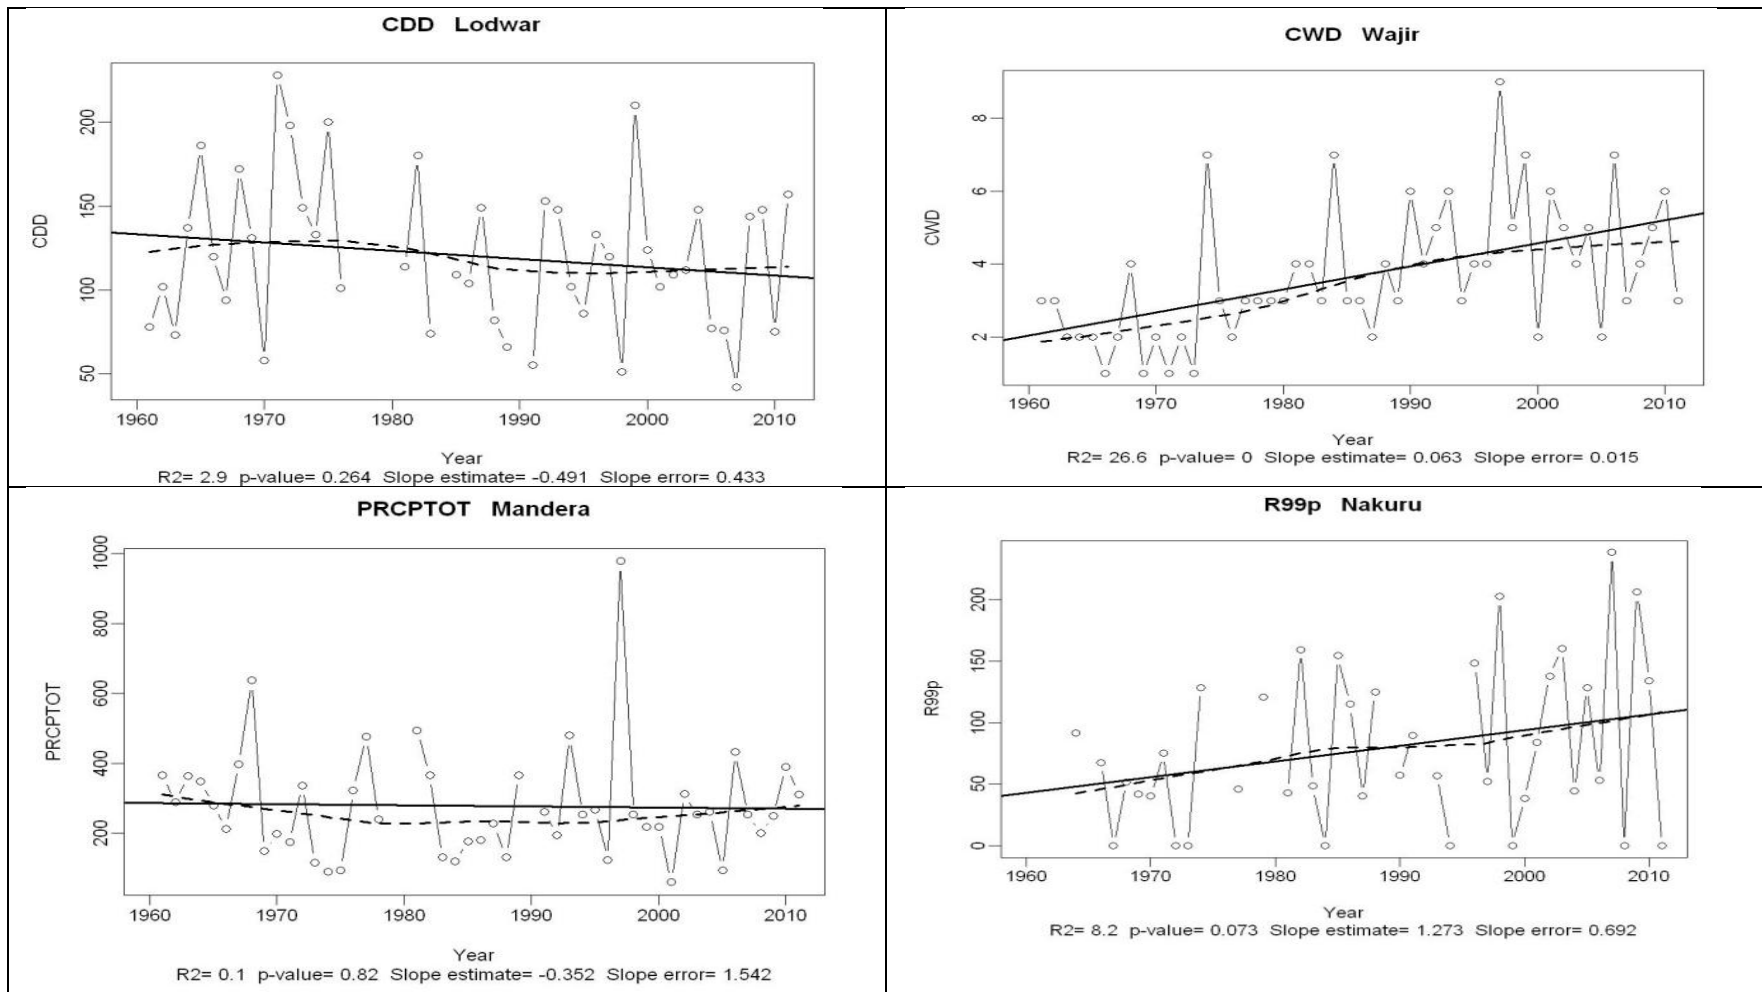 CDD Lodwar
CDD
200
150
100
50
1960 1970 1980 1990 2000 2010
Year
R2= 2.9 p-value= 0.264 Slope estimate= -0.491 Slope error= 0.433
CWD Wajir
CWD
8
6
4
2
1960 1970 1980 1990 2000 2010
Year
R2= 26.6 p-value= 0 Slope estimate= 0.063 Slope error= 0.015
PRCPTOT Mandera
PRCPTOT
1000
800
600
400
200
1960 1970 1980 1990 2000 2010
Year
R2= 0.1 p-value= 0.82 Slope estimate= -0.352 Slope error= 1.542
R99p Nakuru
R99p
200
150
100
50
0
1960 1970 1980 1990 2000 2010
Year
R2= 8.2 p-value= 0.073 Slope estimate= 1.273 Slope error= 0.692